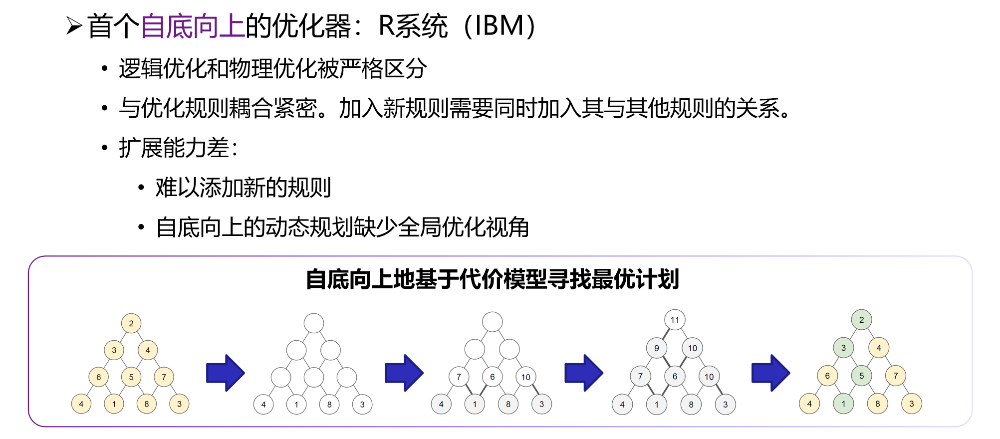 ➢首个自底向上的优化器：R系统（IBM）
• 逻辑优化和物理优化被严格区分
• 与优化规则耦合紧密。加入新规则需要同时加入其与其他规则的关系。
• 扩展能力差：
• 难以添加新的规则
• 自底向上的动态规划缺少全局优化视角
自底向上地基于代价模型寻找最优计划
2
3 4
6 5 7
4 1 8 3
4 1 8 3
7 6 10
4 1 8 3
11
9 10
7 6 10
4 1 8 3
2
3 4
6 5 7
4 1 8 3